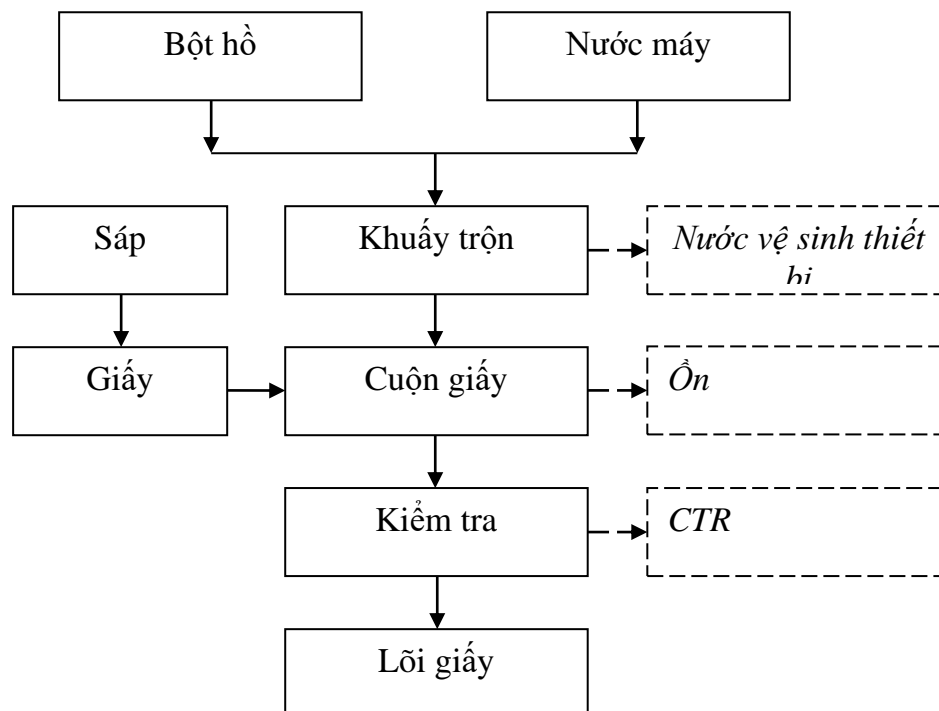 Bột hồ
Nước máy
Sáp
Khuấy trộn
Nước vệ sinh thiết
bị
Giấy
Cuộn giấy
Ồn
Kiểm tra
CTR
Lõi giấy